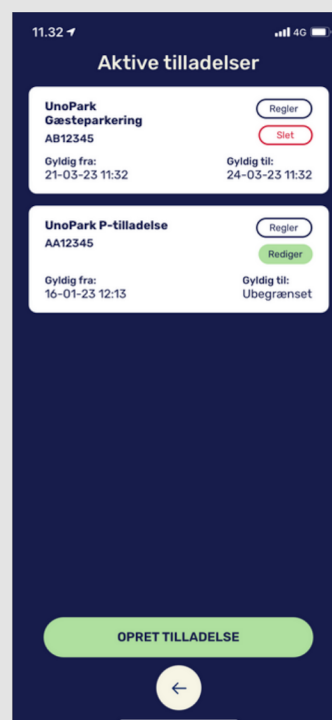 11.32 4G
Aktive tilladelser
UnoPark
Gæsteparkering
Regler
AB12345
Slet
Gyldig fra: Gyldig til:
21-03-23 11:32 24-03-23 11:32
UnoPark P-tilladelse Regler
AA12345
Rediger
Gyldig fra: Gyldig til:
16-01-23 12:13 Ubegrænset
OPRET TILLADELSE